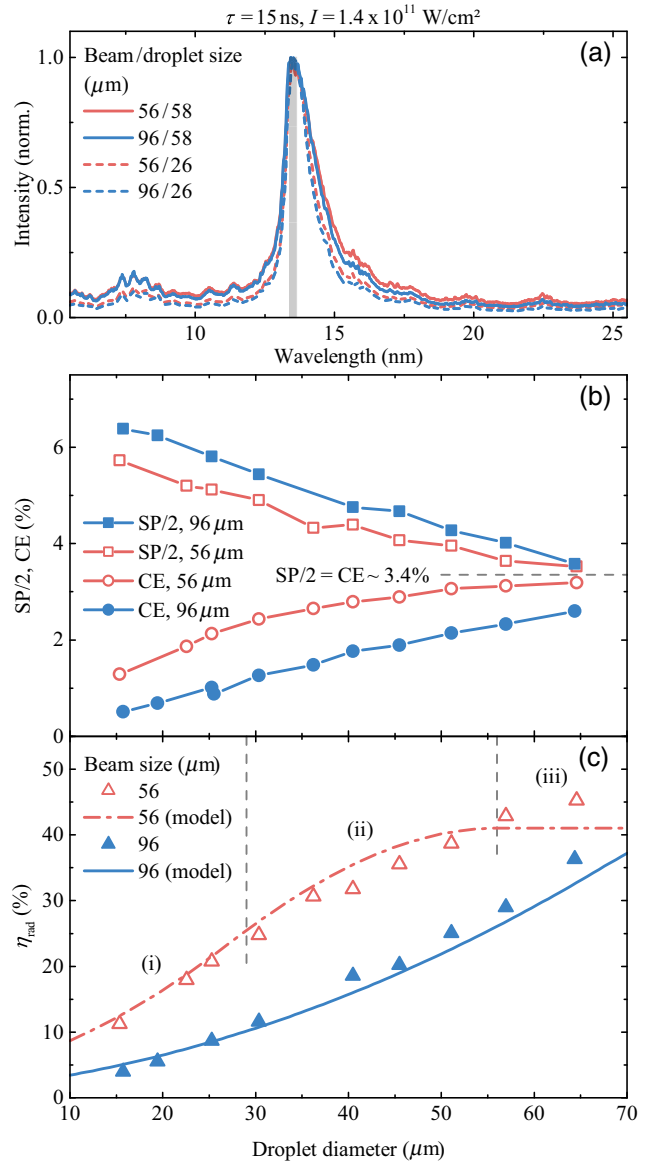 τ = 15 ns, I = 1.4 x 10¹¹ W/cm²
(a)
Beam/droplet size
(μm)
56/58
96/58
56/26
96/26
1.0
0.5
0.0
Intensity (norm.)
10 15 20 25
Wavelength (nm)
(b)
6
4
2
0
SP/2, CE (%)
SP/2, 96 μm
SP/2, 56 μm
CE, 56 μm
CE, 96 μm
SP/2 = CE ~ 3.4%
(c)
Beam size (μm)
56
56 (model)
96
96 (model)
(i)
(ii)
(iii)
50
40
30
20
10
0
ηrad (%)
10 20 30 40 50 60 70
Droplet diameter (μm)